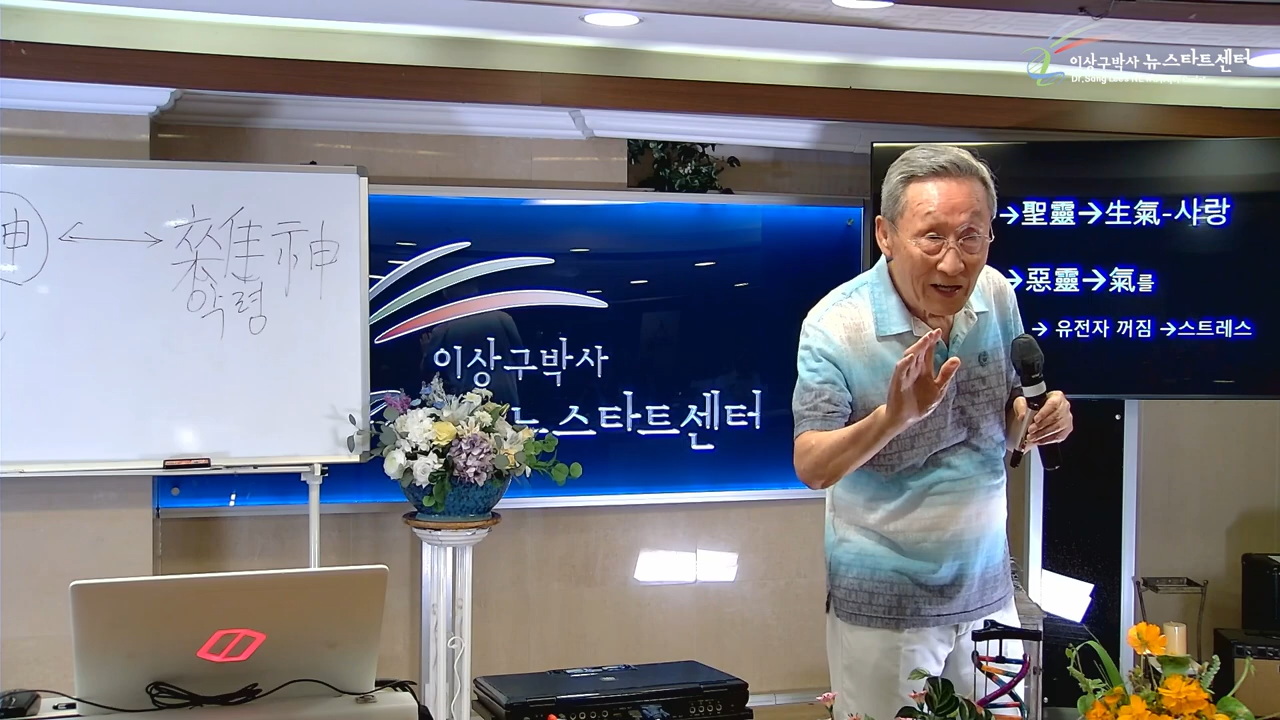 이상구박사 뉴스타트센터
神 ↔ 雜神
악령
이상구박사
뉴스타트센터
→聖靈→生氣-사랑
→惡靈→氣를
→ 유전자 꺼짐 →스트레스